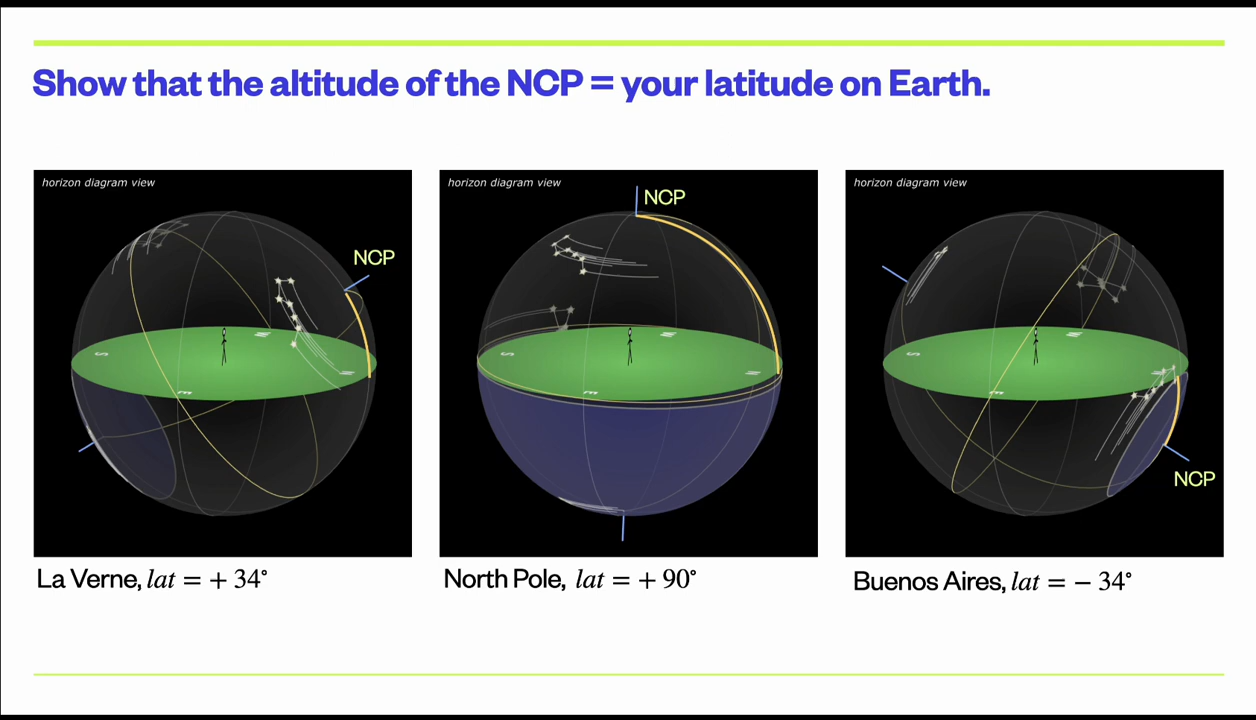 Show that the altitude of the NCP = your latitude on Earth.
horizon diagram view
NCP
S
W
N
E
La Verne, lat = + 34°
horizon diagram view
NCP
S
W
N
E
North Pole, lat = + 90°
horizon diagram view
S
W
E
NCP
Buenos Aires, lat = − 34°